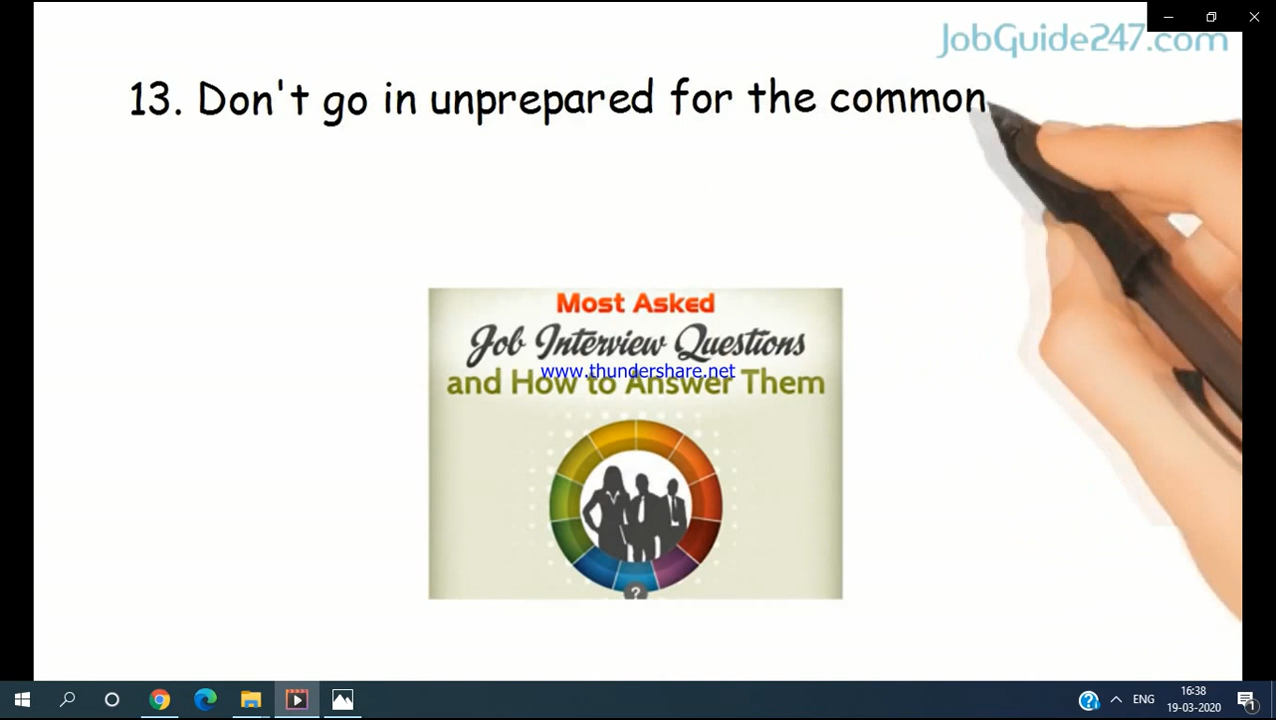 JobGuide247.com
13. Don't go in unprepared for the common
Most Asked
Job Interview Questions
www.thundershare.net
and How to Answer Them
?
ENG
16:38
19-03-2020
1